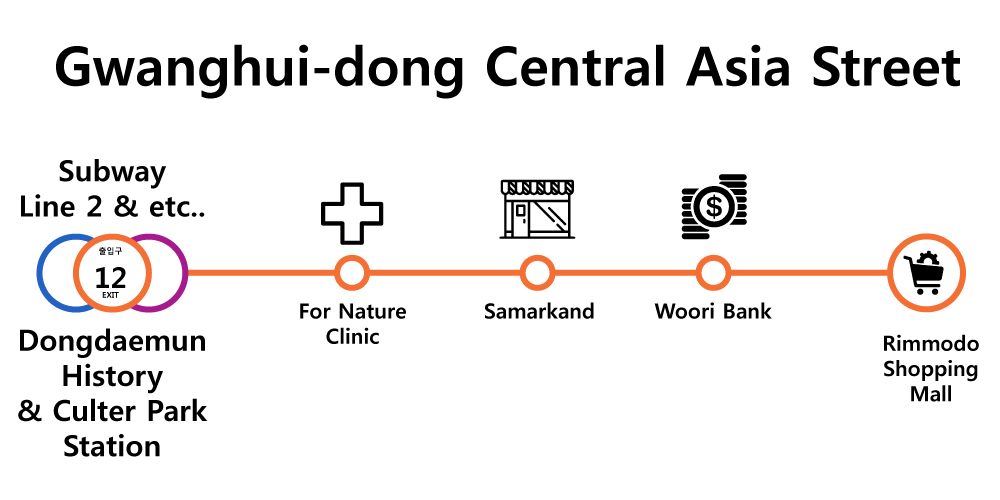 Gwanghui-dong Central Asia Street
Subway
Line 2 & etc..
출입구
12
EXIT
Dongdaemun
History
& Culter Park
Station
For Nature
Clinic
Samarkand
$
Woori Bank
Rimmodo
Shopping
Mall